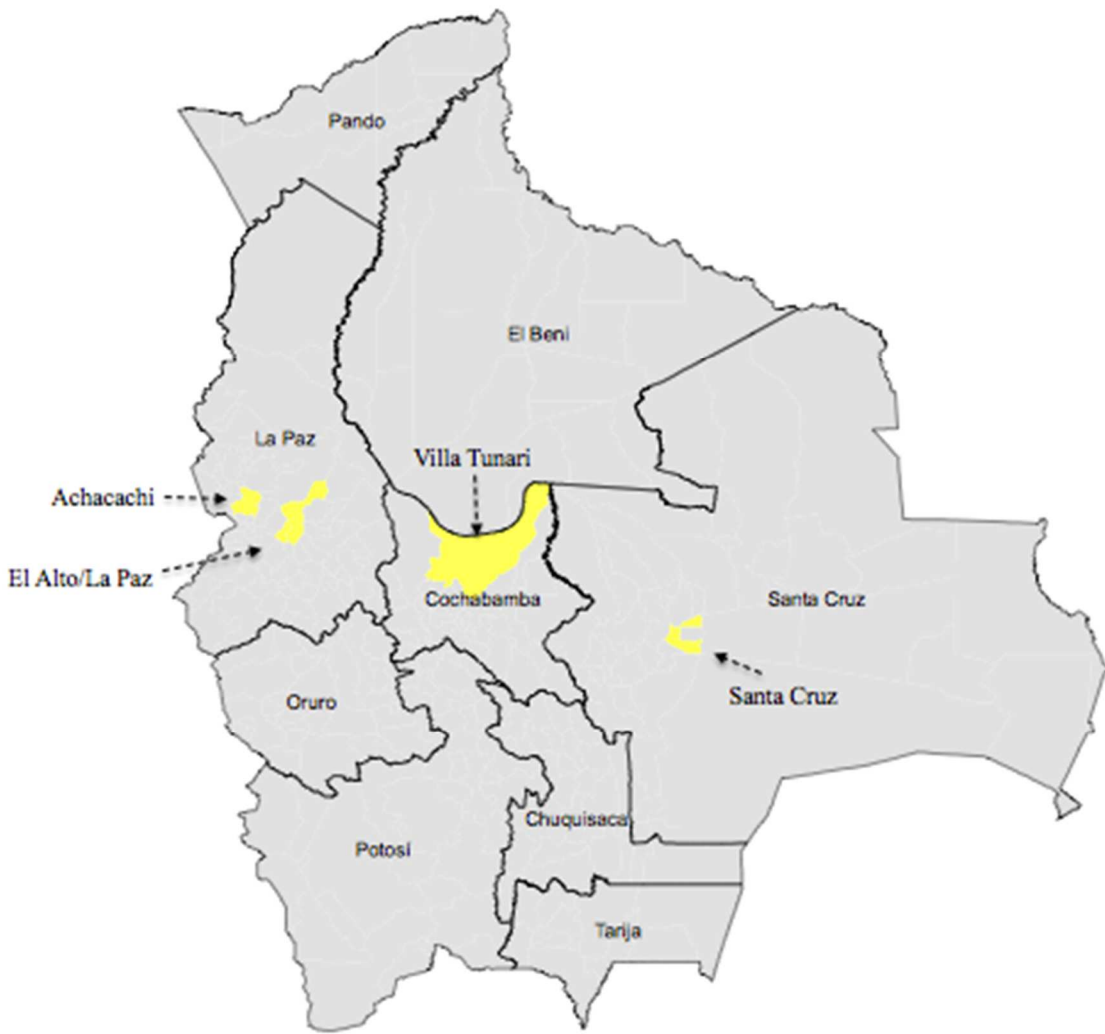 Pando
El Beni
La Paz
Villa Tunari
Achacachi
El Alto/La Paz
Cochabamba
Santa Cruz
Santa Cruz
Oruro
Chuquisaca
Potosí
Tarija